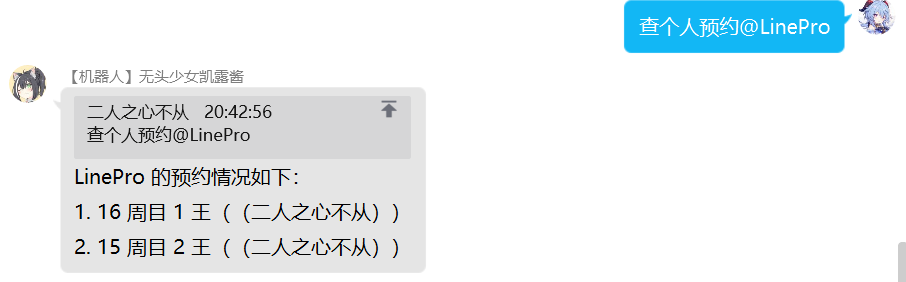 查个人预约@LinePro
【机器人】无头少女凯露酱
二人之心不从 20:42:56
查个人预约@LinePro
LinePro 的预约情况如下：
1. 16 周目 1 王（（二人之心不从））
2. 15 周目 2 王（（二人之心不从））